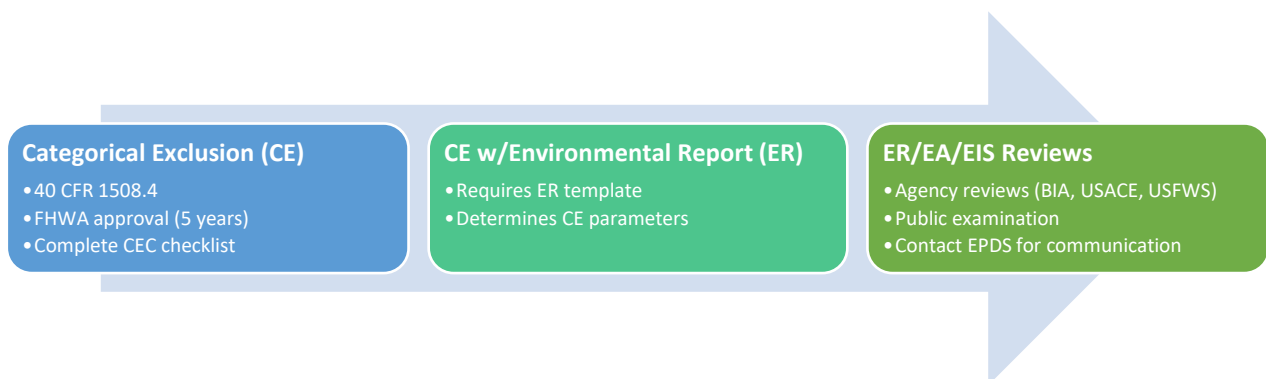 Categorical Exclusion (CE)
•40 CFR 1508.4
•FHWA approval (5 years)
•Complete CEC checklist
CE w/Environmental Report (ER)
•Requires ER template
•Determines CE parameters
ER/EA/EIS Reviews
•Agency reviews (BIA, USACE, USFWS)
•Public examination
•Contact EPDS for communication